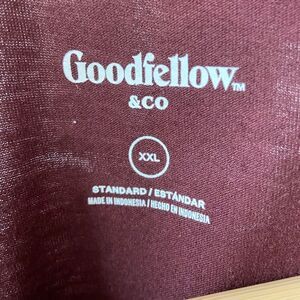 Goodfellow™
&CO
XXL
STANDARD / ESTÁNDAR
MADE IN INDONESIA / HECHO EN INDONESIA